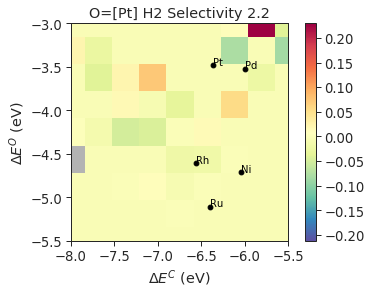 O=[Pt] H2 Selectivity 2.2
−3.0
−3.5
−4.0
−4.5
−5.0
−5.5
ΔE^O (eV)
Pt
Pd
Rh
Ni
Ru
−8.0 −7.5 −7.0 −6.5 −6.0 −5.5
ΔE^C (eV)
0.20
0.15
0.10
0.05
0.00
−0.05
−0.10
−0.15
−0.20